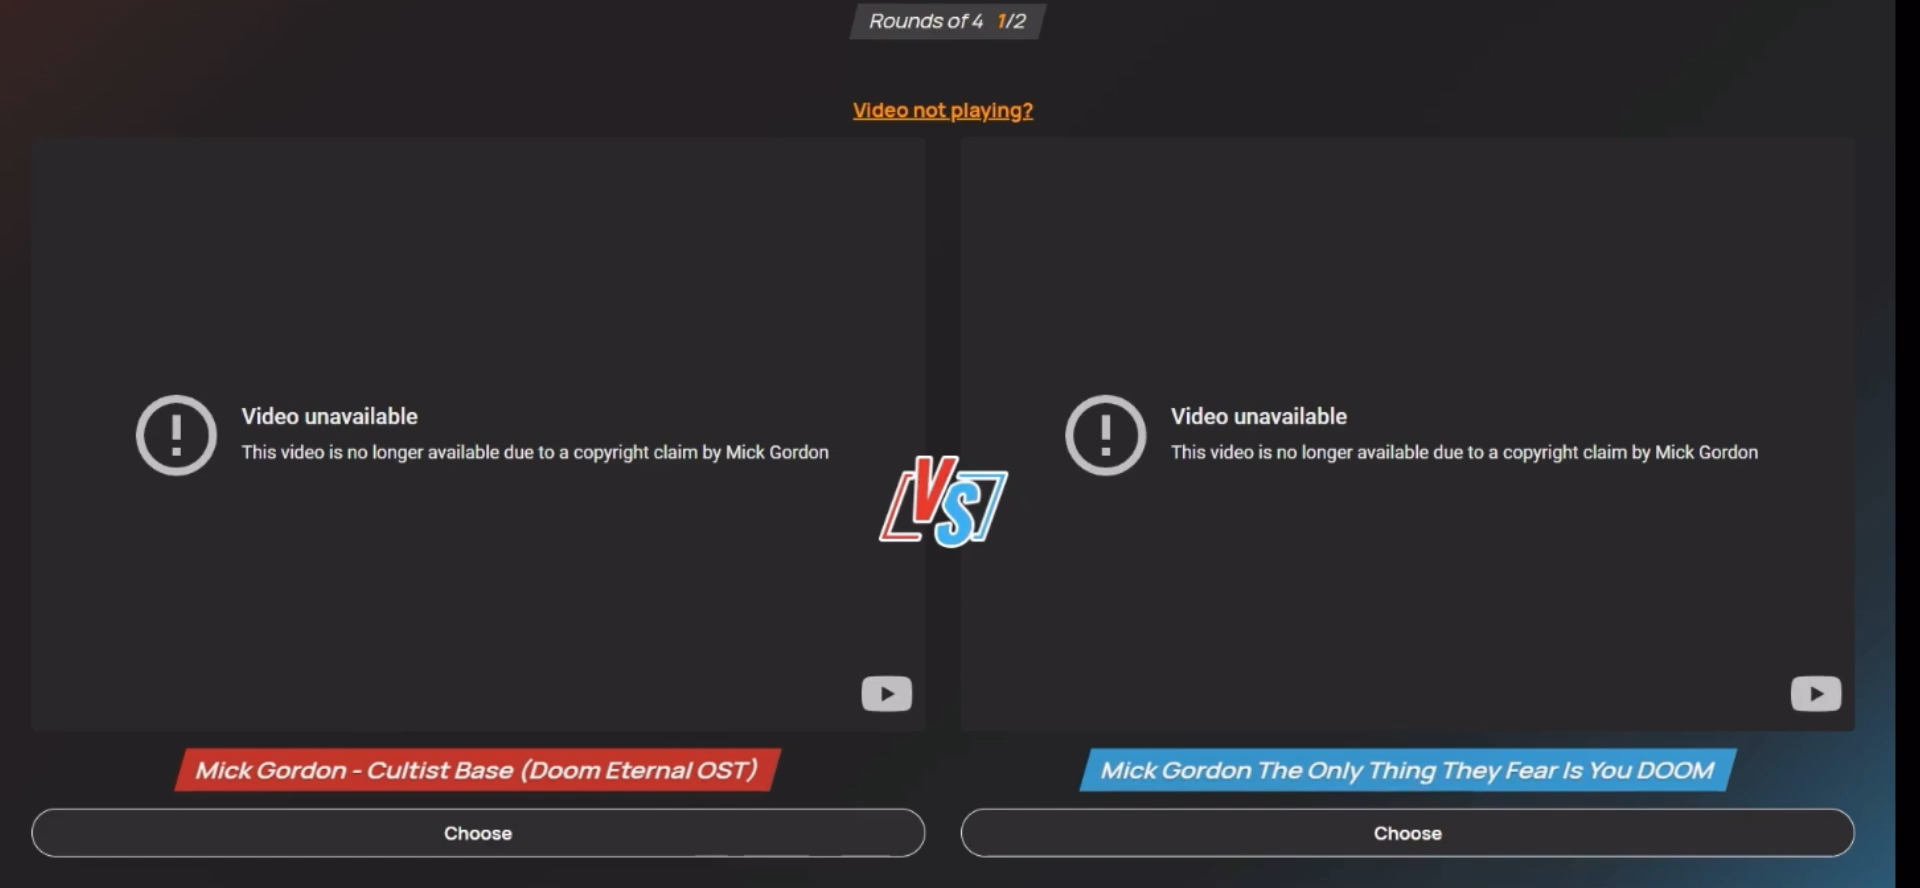 Rounds of 4 1/2
Video not playing?
Video unavailable
This video is no longer available due to a copyright claim by Mick Gordon
Video unavailable
This video is no longer available due to a copyright claim by Mick Gordon
VS
Mick Gordon - Cultist Base (Doom Eternal OST)
Mick Gordon The Only Thing They Fear Is You DOOM
Choose
Choose